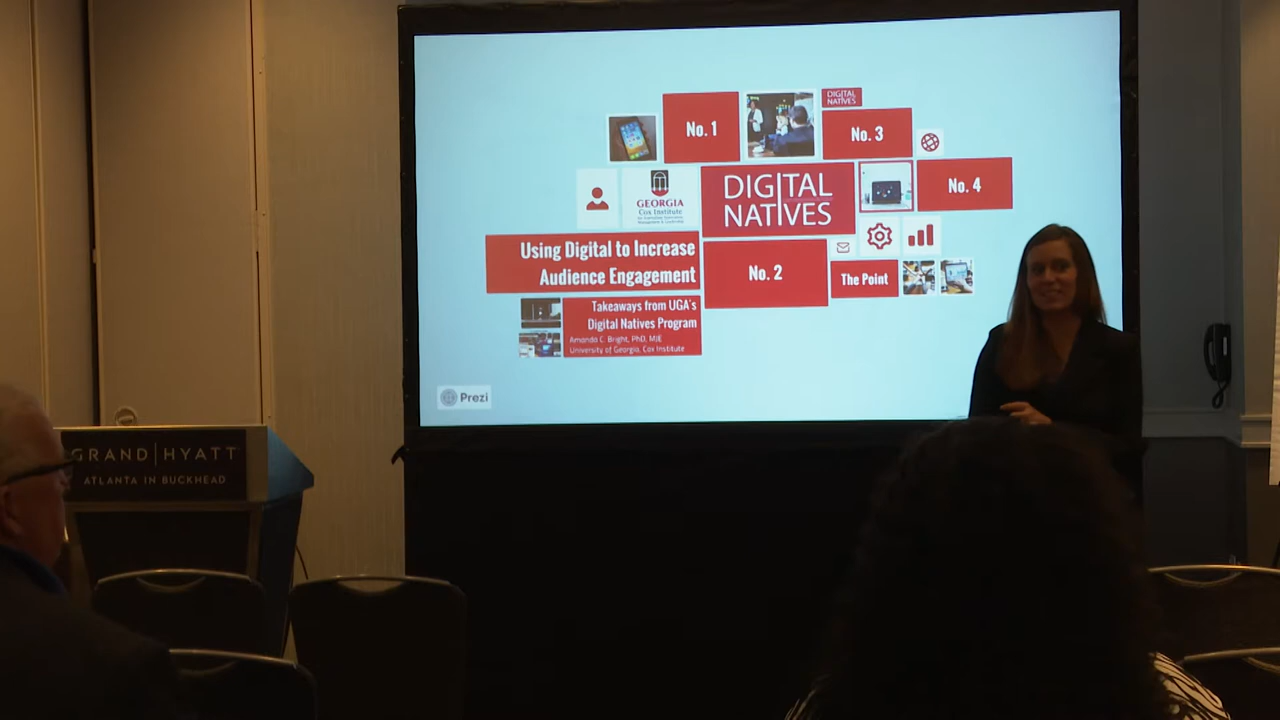 DIGITAL
NATIVES
No. 1
No. 3
No. 4
GEORGIA
Cox Institute
DIGITAL
NATIVES
Using Digital to Increase
Audience Engagement
No. 2
The Point
Takeaways from UGA's
Digital Natives Program
Amanda C. Bright, PhD, MJE
University of Georgia, Cox Institute
Prezi
GRAND HYATT
ATLANTA IN BUCKHEAD